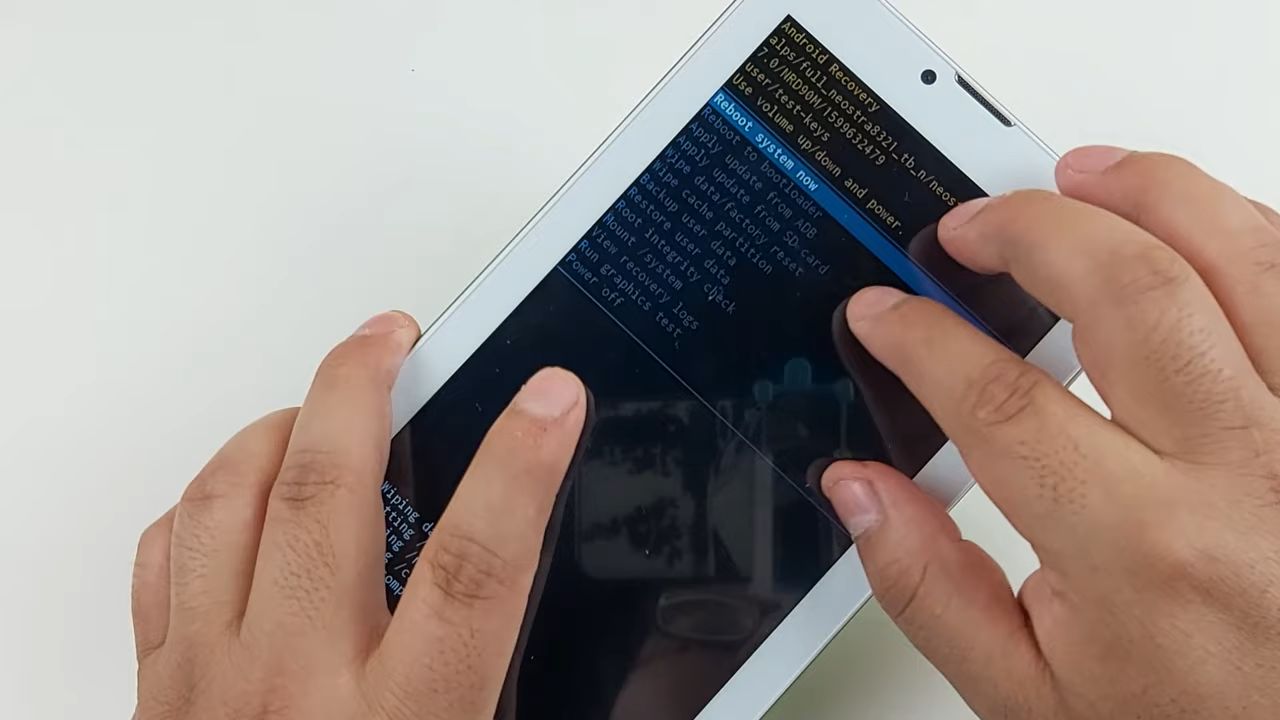 Android Recovery
alps/full_neostra8321_tb_n/neos
7.0/NRD90M/1599632479
user/test-keys
Use volume up/down and power.
Reboot system now
Reboot to bootloader
Apply update from ADB
Apply update from SD card
Wipe data/factory reset
Wipe cache partition
Backup user data
Restore user data
Root integrity check
Mount /system
View recovery logs
Run graphics test
Power off
Wiping